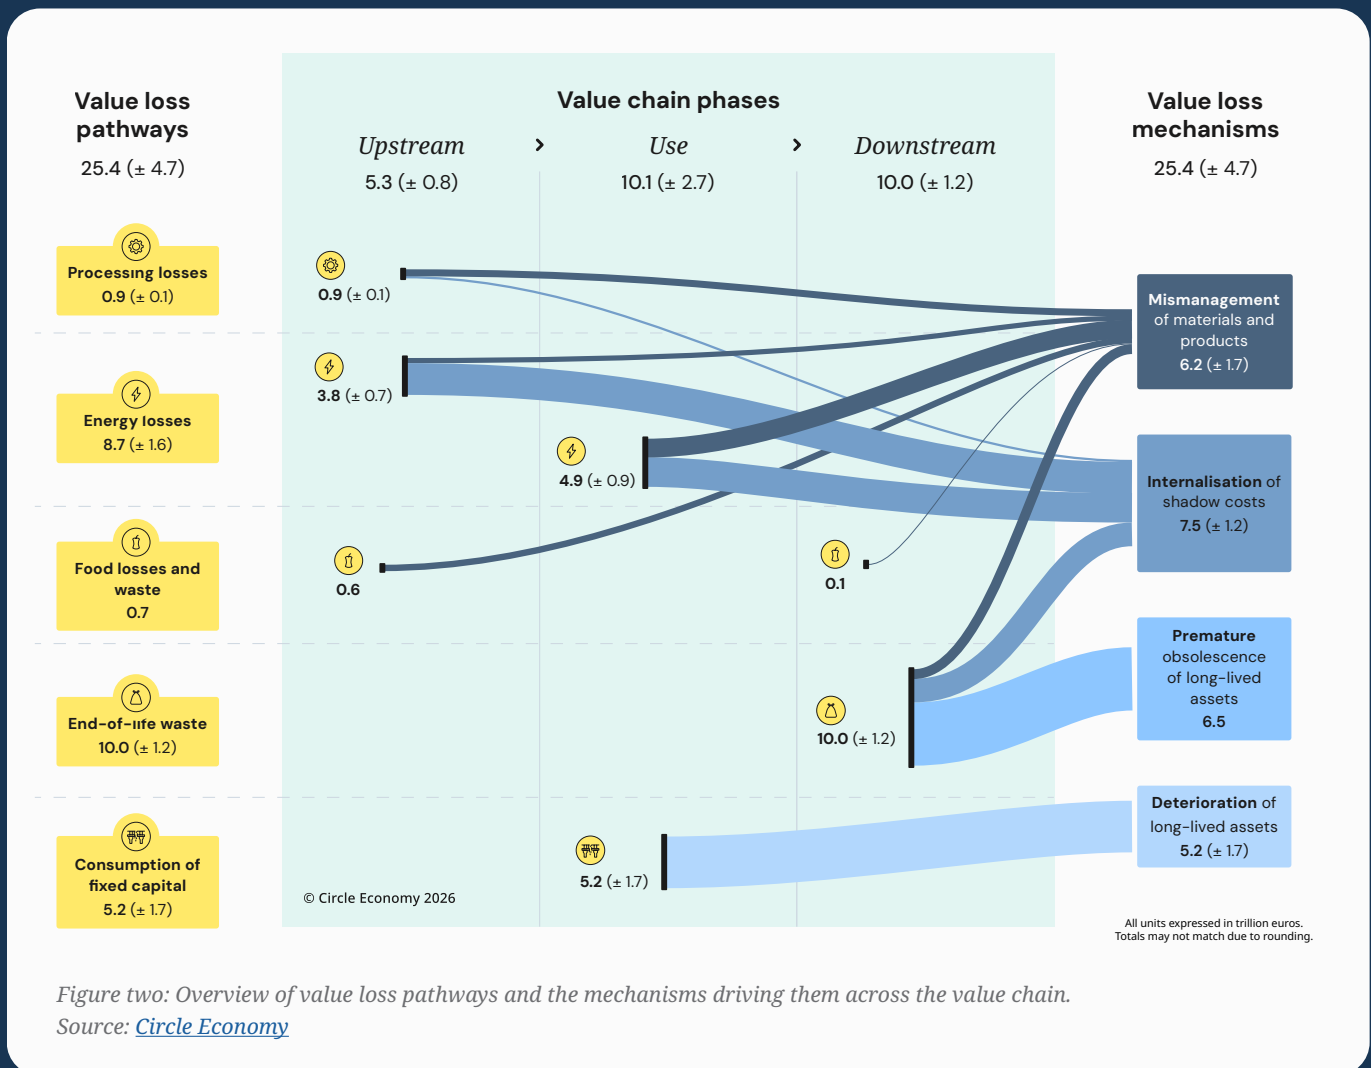 Value loss
pathways
25.4 (± 4.7)
Value chain phases
Upstream › Use › Downstream
5.3 (± 0.8) 10.1 (± 2.7) 10.0 (± 1.2)
Value loss
mechanisms
25.4 (± 4.7)
Processing losses
0.9 (± 0.1)
Energy losses
8.7 (± 1.6)
Food losses and
waste
0.7
End-of-life waste
10.0 (± 1.2)
Consumption of
fixed capital
5.2 (± 1.7)
0.9 (± 0.1)
3.8 (± 0.7)
4.9 (± 0.9)
0.6
0.1
10.0 (± 1.2)
5.2 (± 1.7)
© Circle Economy 2026
Mismanagement
of materials and
products
6.2 (± 1.7)
Internalisation of
shadow costs
7.5 (± 1.2)
Premature
obsolescence
of long-lived
assets
6.5
Deterioration of
long-lived assets
5.2 (± 1.7)
All units expressed in trillion euros.
Totals may not match due to rounding.
Figure two: Overview of value loss pathways and the mechanisms driving them across the value chain.
Source: Circle Economy